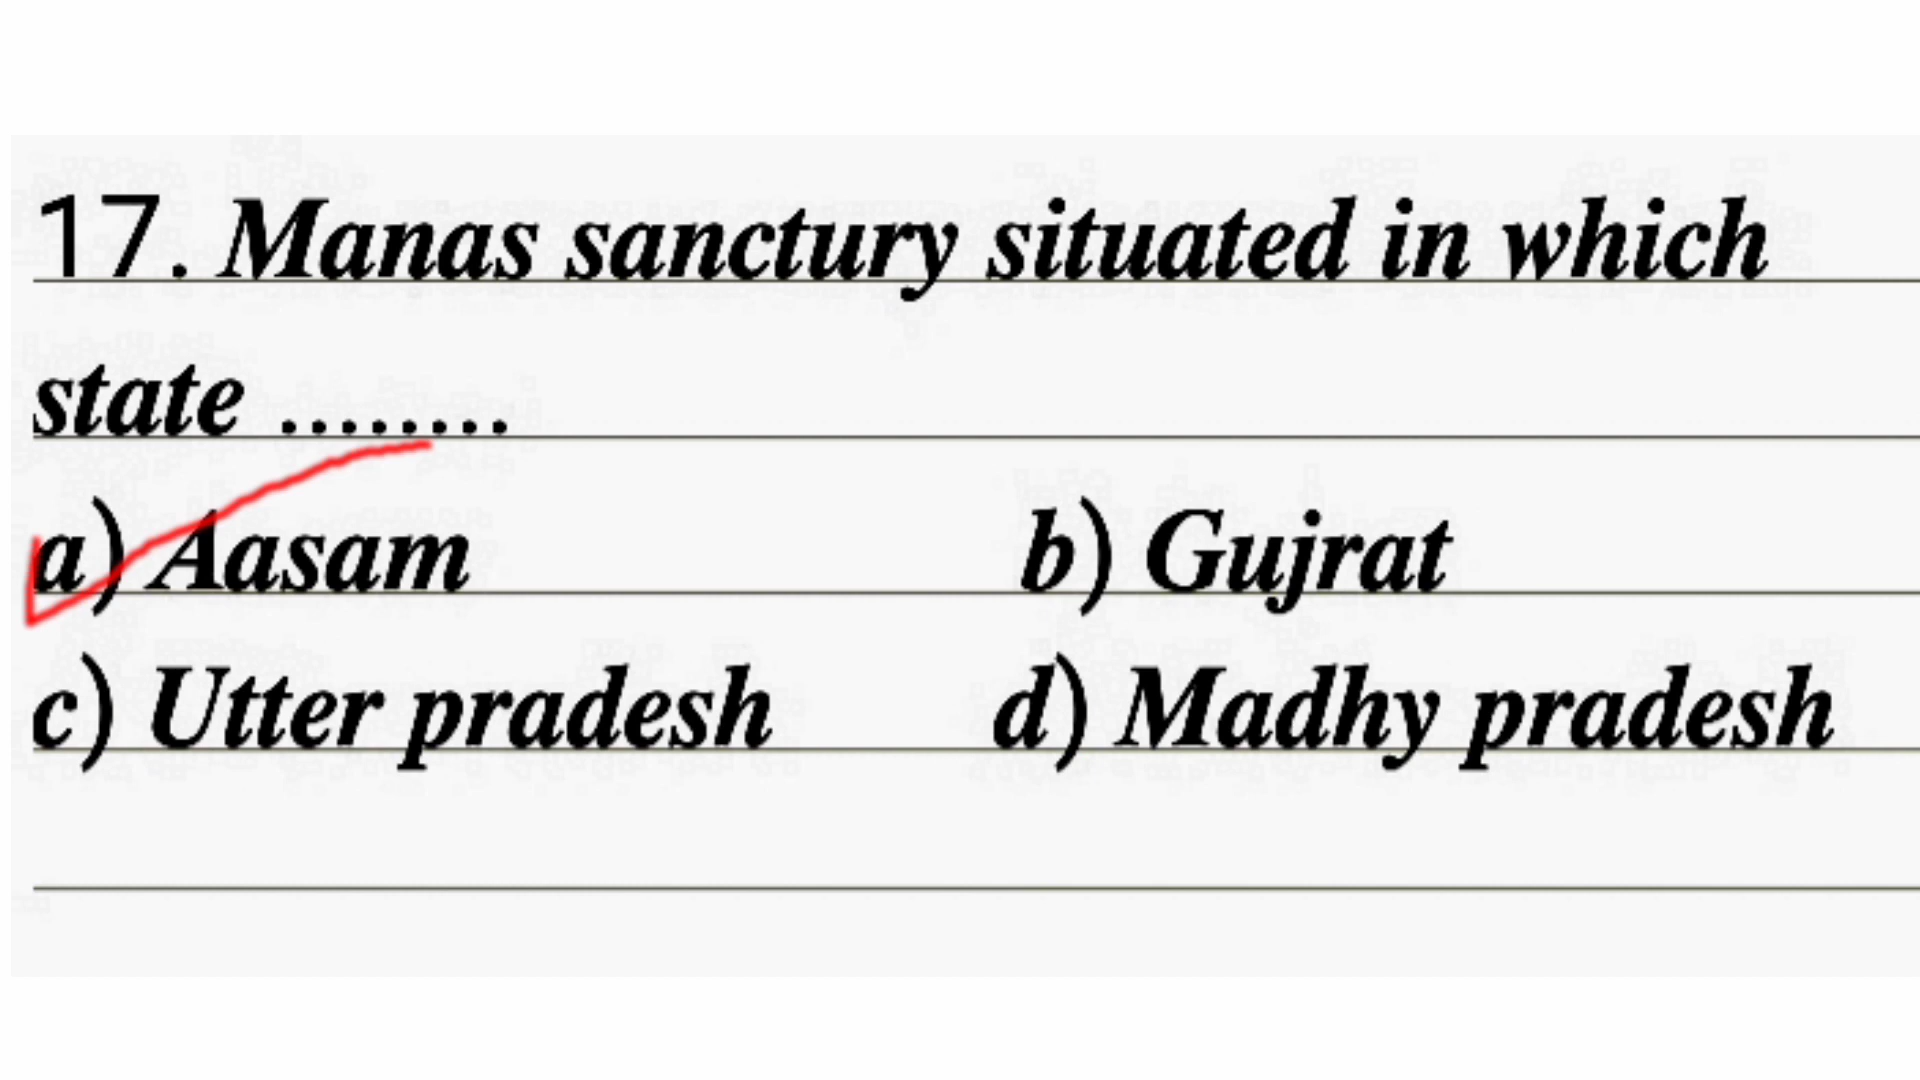 17. Manas sanctury situated in which
state ........
a) Aasam b) Gujrat
c) Utter pradesh d) Madhy pradesh